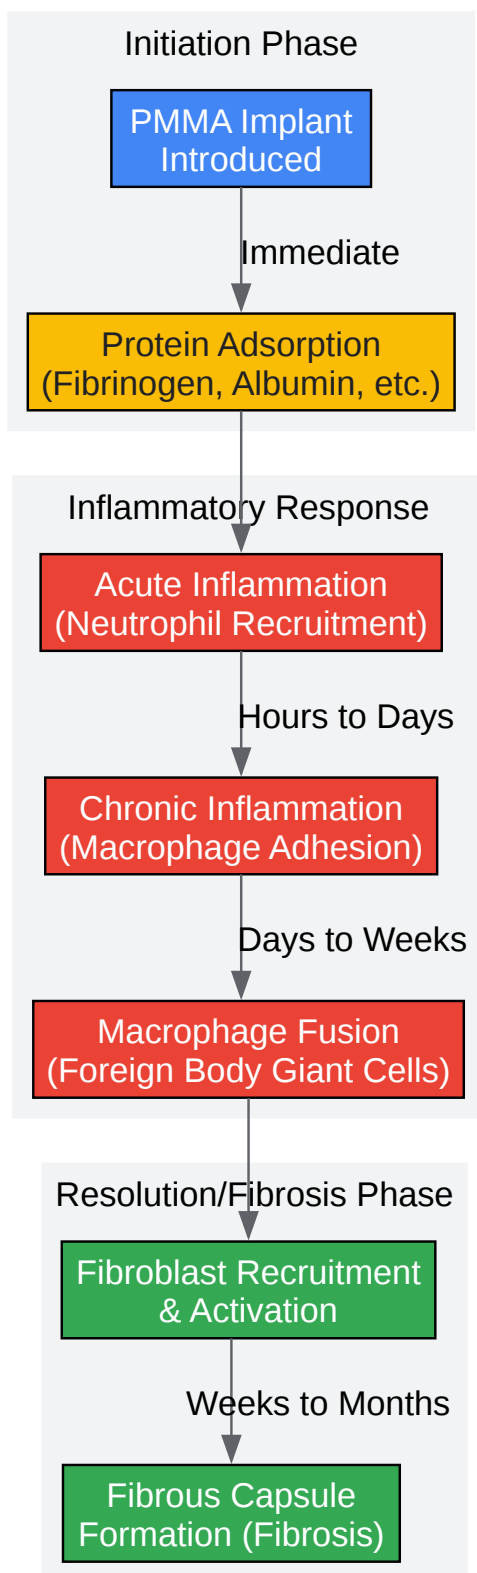 Initiation Phase
PMMA Implant
Introduced
Immediate
Protein Adsorption
(Fibrinogen, Albumin, etc.)
Inflammatory Response
Acute Inflammation
(Neutrophil Recruitment)
Hours to Days
Chronic Inflammation
(Macrophage Adhesion)
Days to Weeks
Macrophage Fusion
(Foreign Body Giant Cells)
Resolution/Fibrosis Phase
Fibroblast Recruitment
& Activation
Weeks to Months
Fibrous Capsule
Formation (Fibrosis)